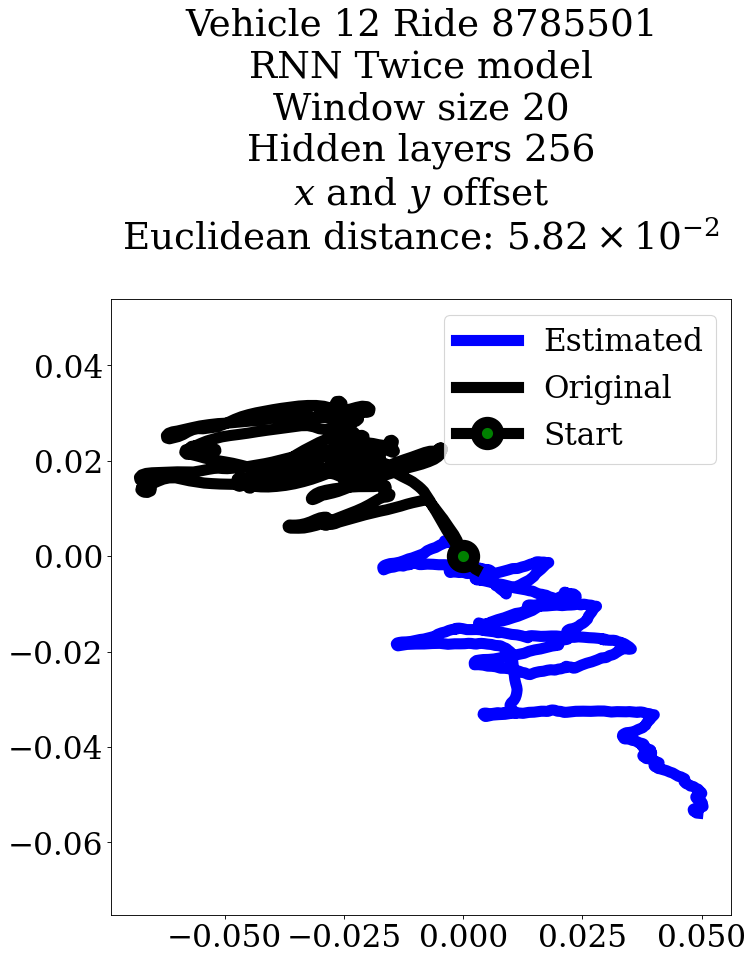 Vehicle 12 Ride 8785501
RNN Twice model
Window size 20
Hidden layers 256
x and y offset
Euclidean distance: 5.82 × 10⁻²
Estimated
Original
Start
0.04
0.02
0.00
−0.02
−0.04
−0.06
−0.050 −0.025 0.000 0.025 0.050